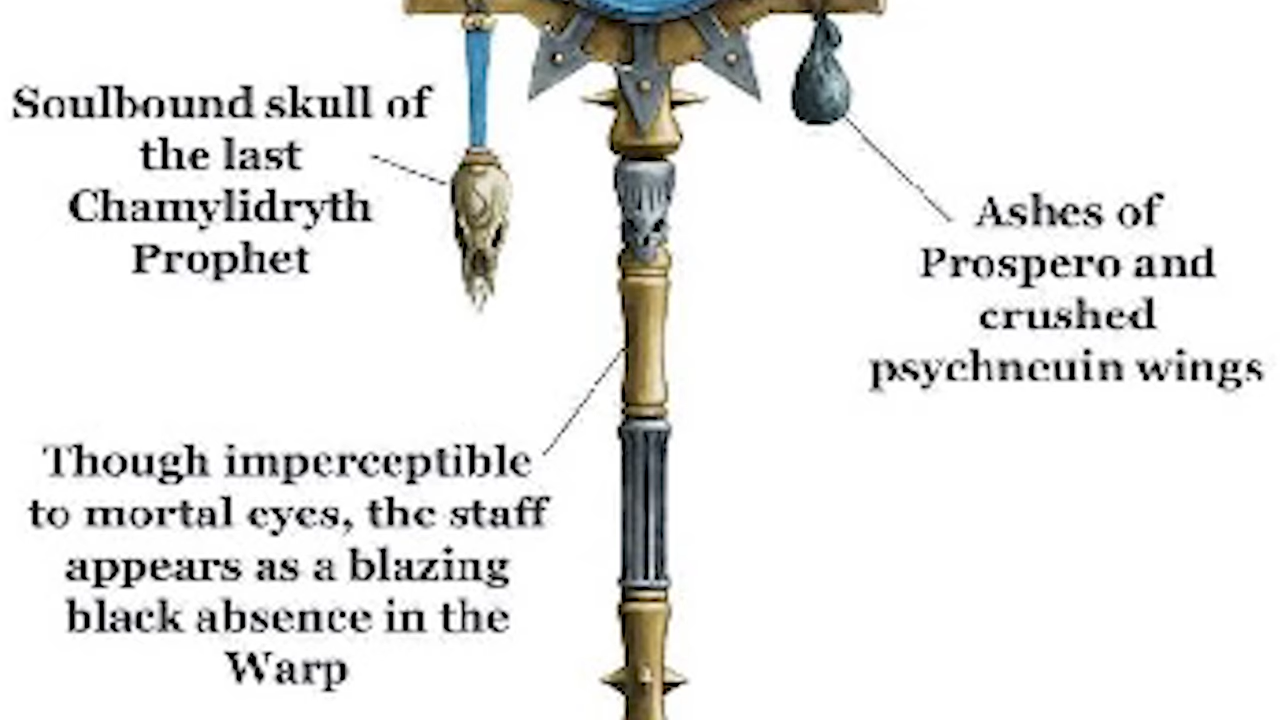 Soulbound skull of
the last
Chamylidryth
Prophet
Ashes of
Prospero and
crushed
psychneuin wings
Though imperceptible
to mortal eyes, the staff
appears as a blazing
black absence in the
Warp